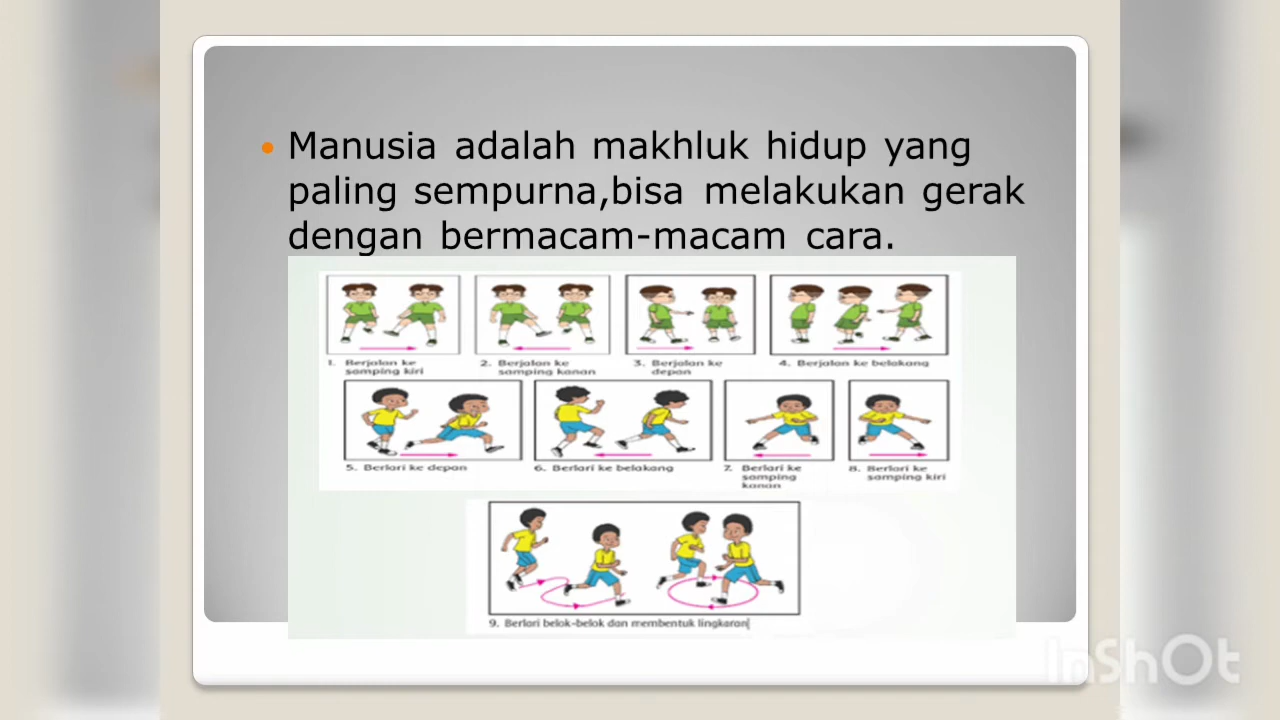 Manusia adalah makhluk hidup yang
paling sempurna,bisa melakukan gerak
dengan bermacam-macam cara.
1. Berjalan ke
samping kiri
2. Berjalan ke
samping kanan
3. Berjalan ke
depan
4. Berjalan ke belakang
5. Berlari ke depan
6. Berlari ke belakang
7. Berlari ke
samping
kanan
8. Berlari ke
samping kiri
9. Berlari belok-belok dan membentuk lingkaran
InShOt